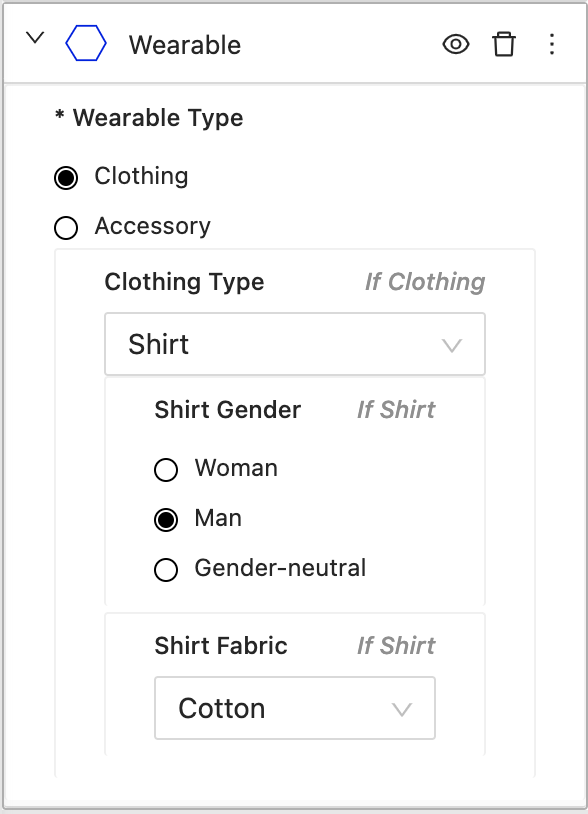 Wearable
* Wearable Type
Clothing
Accessory
Clothing Type If Clothing
Shirt
Shirt Gender If Shirt
Woman
Man
Gender-neutral
Shirt Fabric If Shirt
Cotton